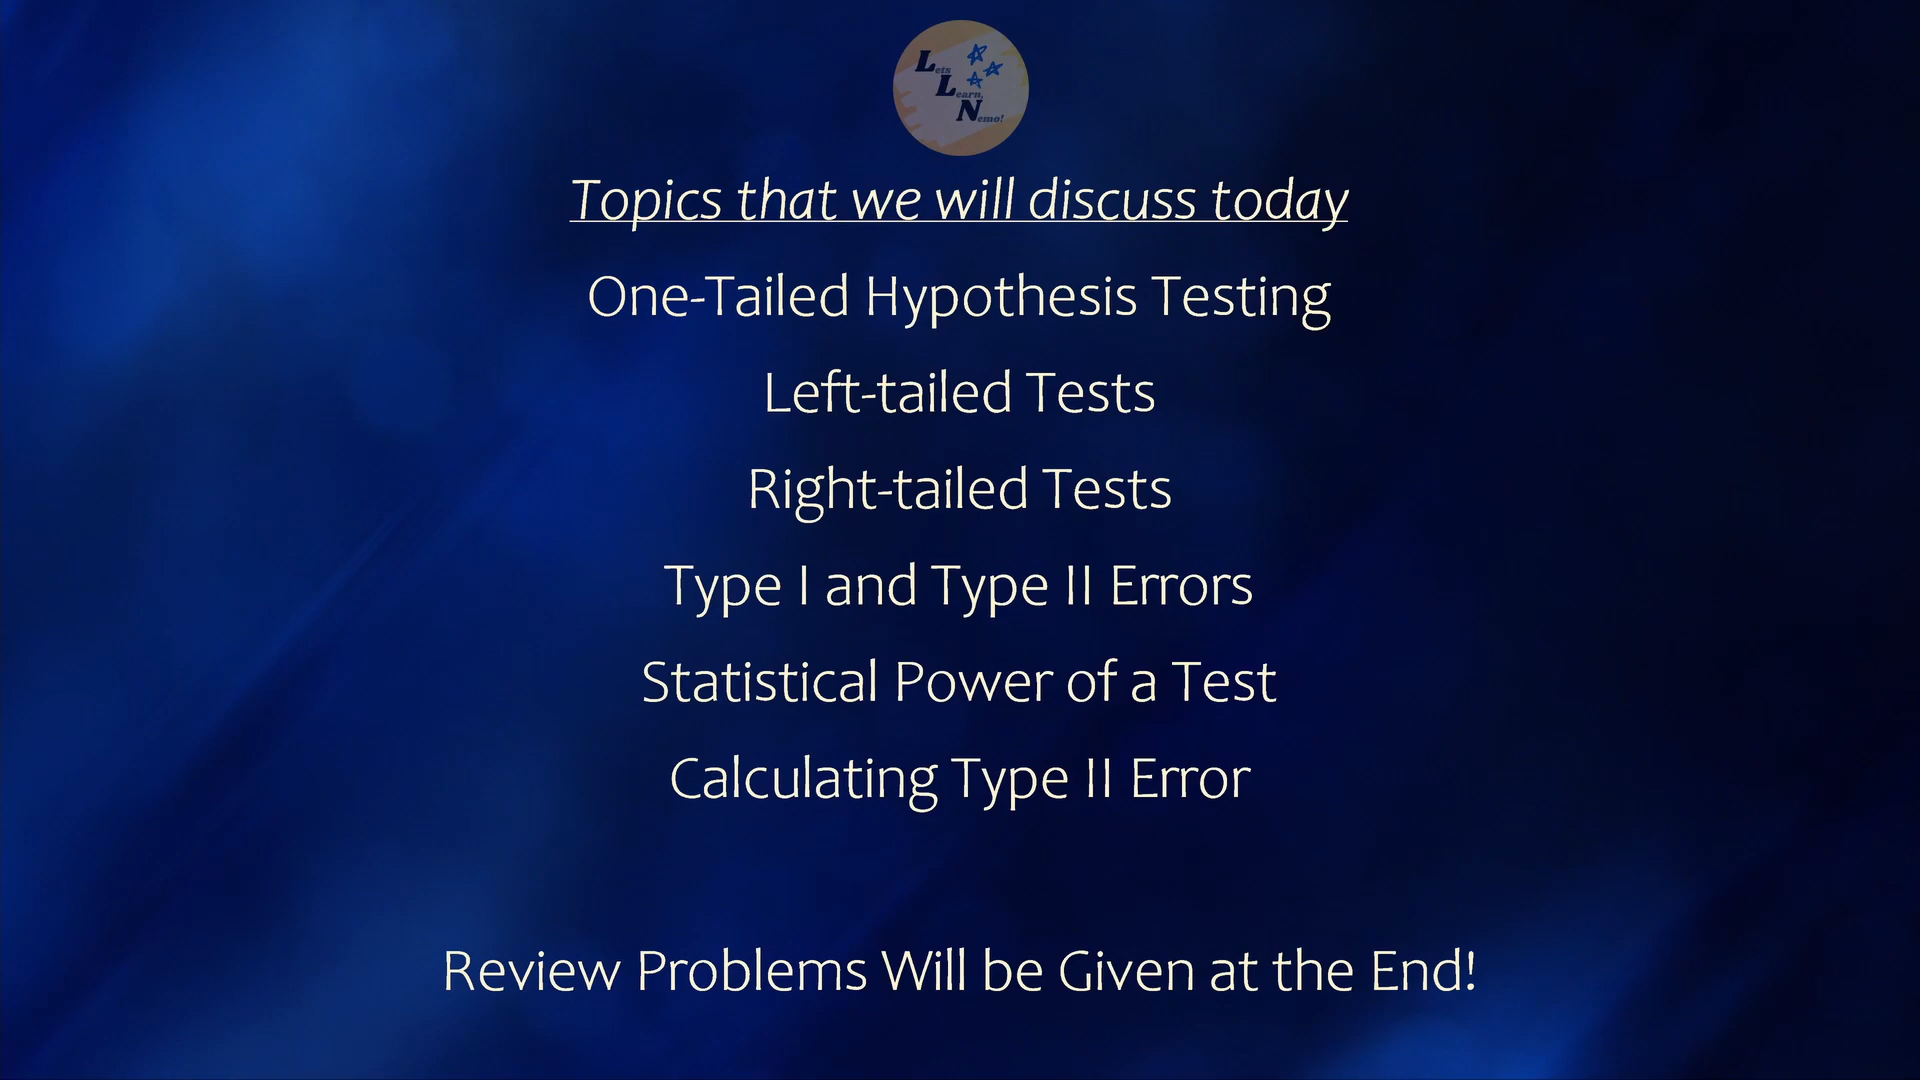 Lets
Learn,
Nemo!
Topics that we will discuss today
One-Tailed Hypothesis Testing
Left-tailed Tests
Right-tailed Tests
Type I and Type II Errors
Statistical Power of a Test
Calculating Type II Error
Review Problems Will be Given at the End!